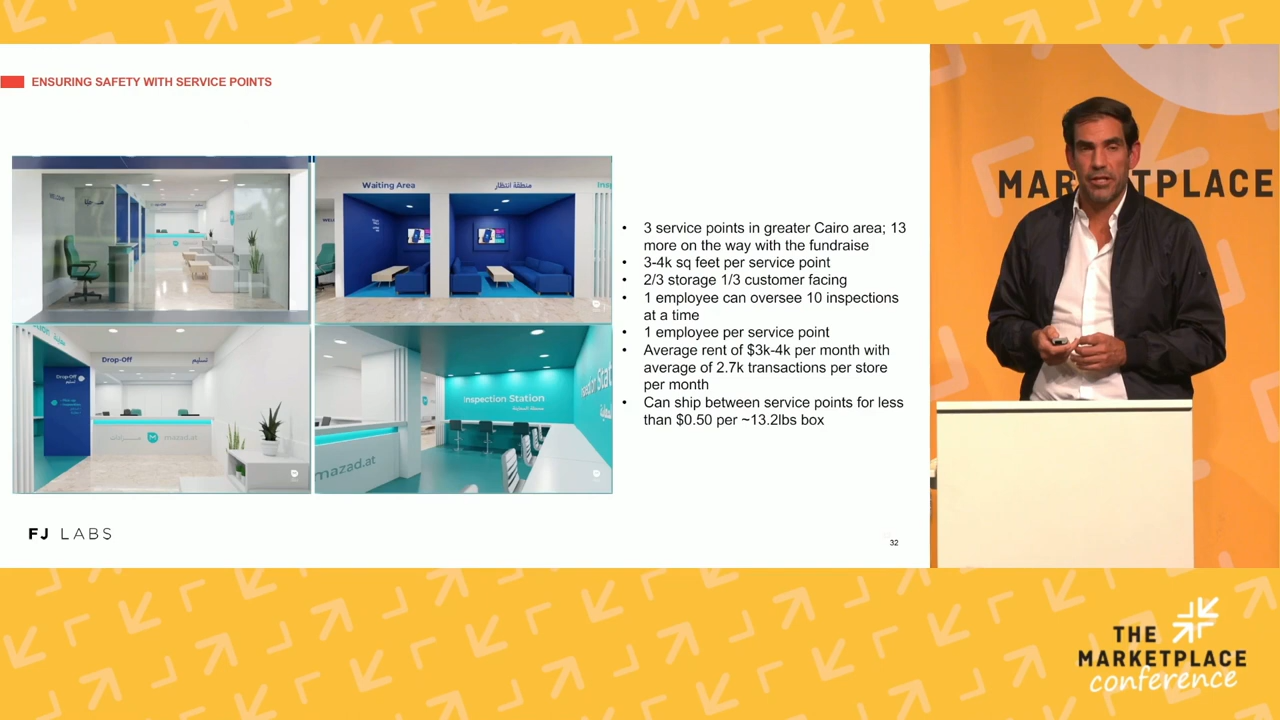 ENSURING SAFETY WITH SERVICE POINTS
Waiting Area
منطقة انتظار
Drop-Off
تسليم
Drop-Off
تسليم
mazad.at
Inspection Station
mazad.at
• 3 service points in greater Cairo area; 13
more on the way with the fundraise
• 3-4k sq feet per service point
• 2/3 storage 1/3 customer facing
• 1 employee can oversee 10 inspections
at a time
• 1 employee per service point
• Average rent of $3k-4k per month with
average of 2.7k transactions per store
per month
• Can ship between service points for less
than $0.50 per ~13.2lbs box
FJ LABS
32
MAR TPLACE
THE
MARKETPLACE
conference